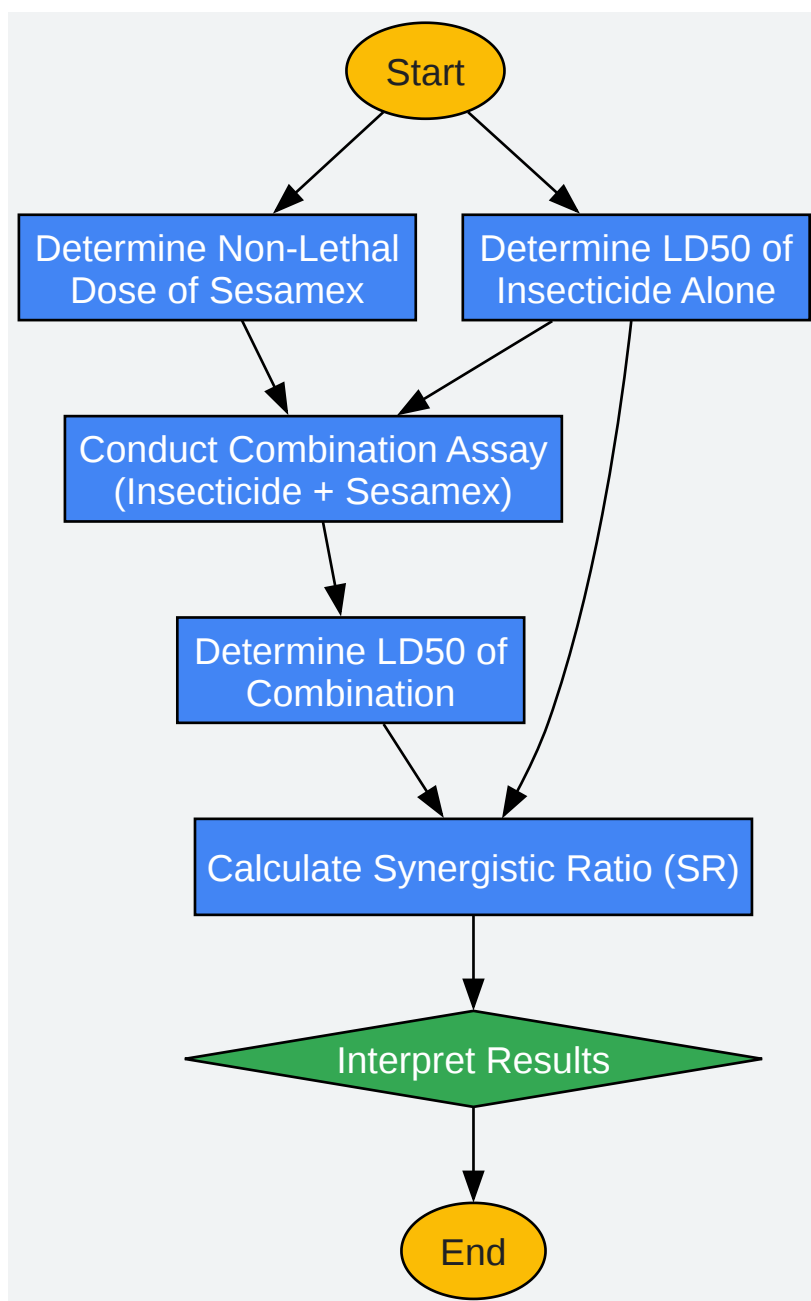 Start
Determine Non-Lethal
Dose of Sesamex
Determine LD50 of
Insecticide Alone
Conduct Combination Assay
(Insecticide + Sesamex)
Determine LD50 of
Combination
Calculate Synergistic Ratio (SR)
Interpret Results
End